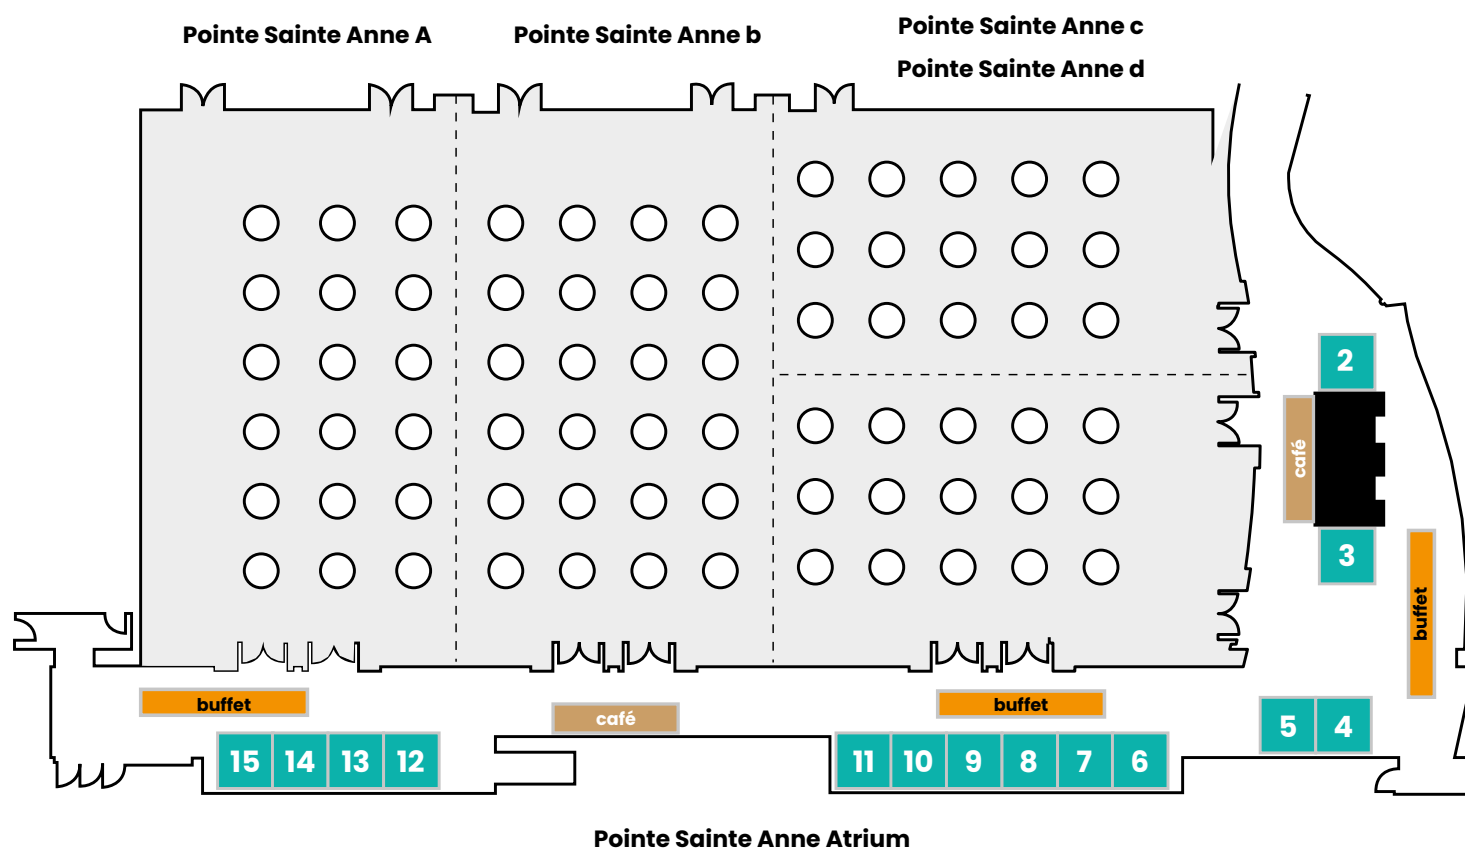 Pointe Sainte Anne A
Pointe Sainte Anne b
Pointe Sainte Anne c
Pointe Sainte Anne d
2
café
3
buffet
buffet
café
buffet
5 4
15 14 13 12
11 10 9 8 7 6
Pointe Sainte Anne Atrium